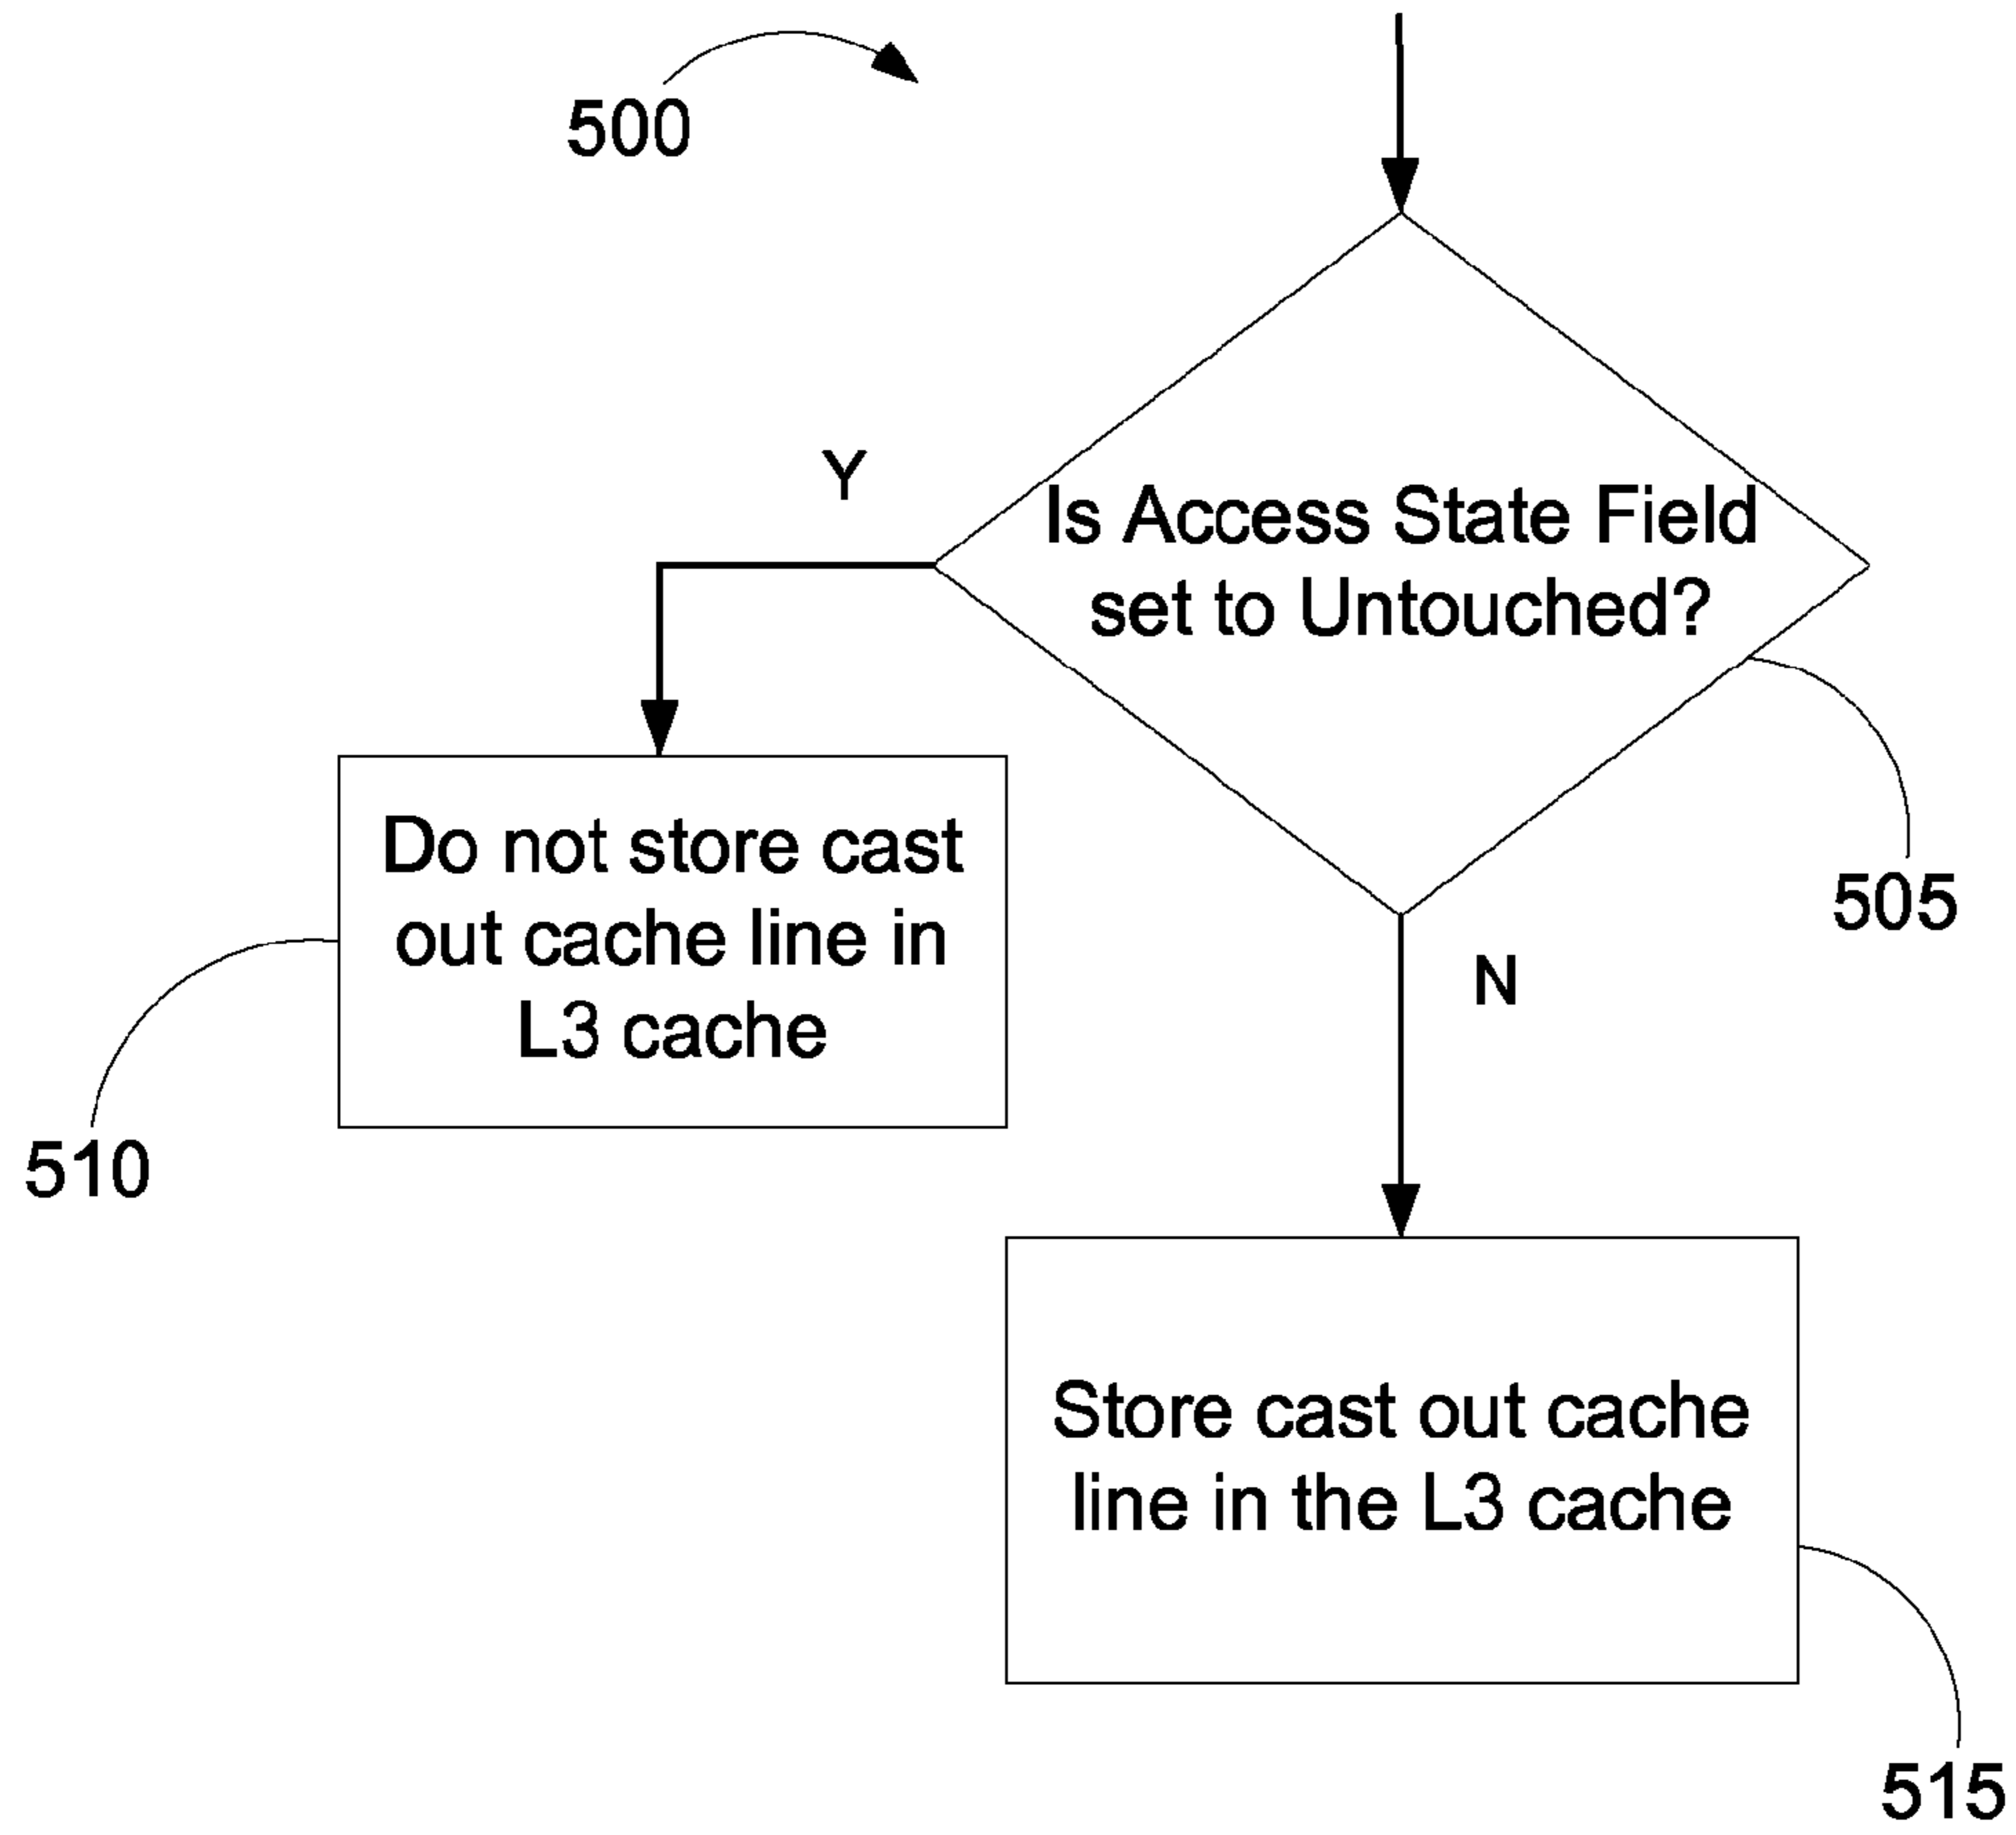 500
Y
Is Access State Field
set to Untouched?
505
Do not store cast
out cache line in
L3 cache
510
N
Store cast out cache
line in the L3 cache
515